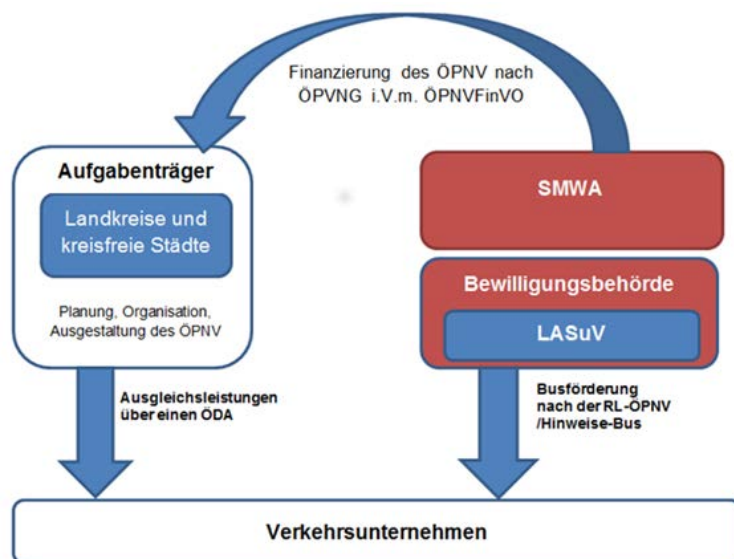 Finanzierung des ÖPNV nach
ÖPVNG i.V.m. ÖPNVFinVO
Aufgabenträger
Landkreise und
kreisfreie Städte
Planung, Organisation,
Ausgestaltung des ÖPNV
SMWA
Bewilligungsbehörde
LASuV
Ausgleichsleistungen
über einen ÖDA
Busförderung
nach der RL-ÖPNV
/Hinweise-Bus
Verkehrsunternehmen